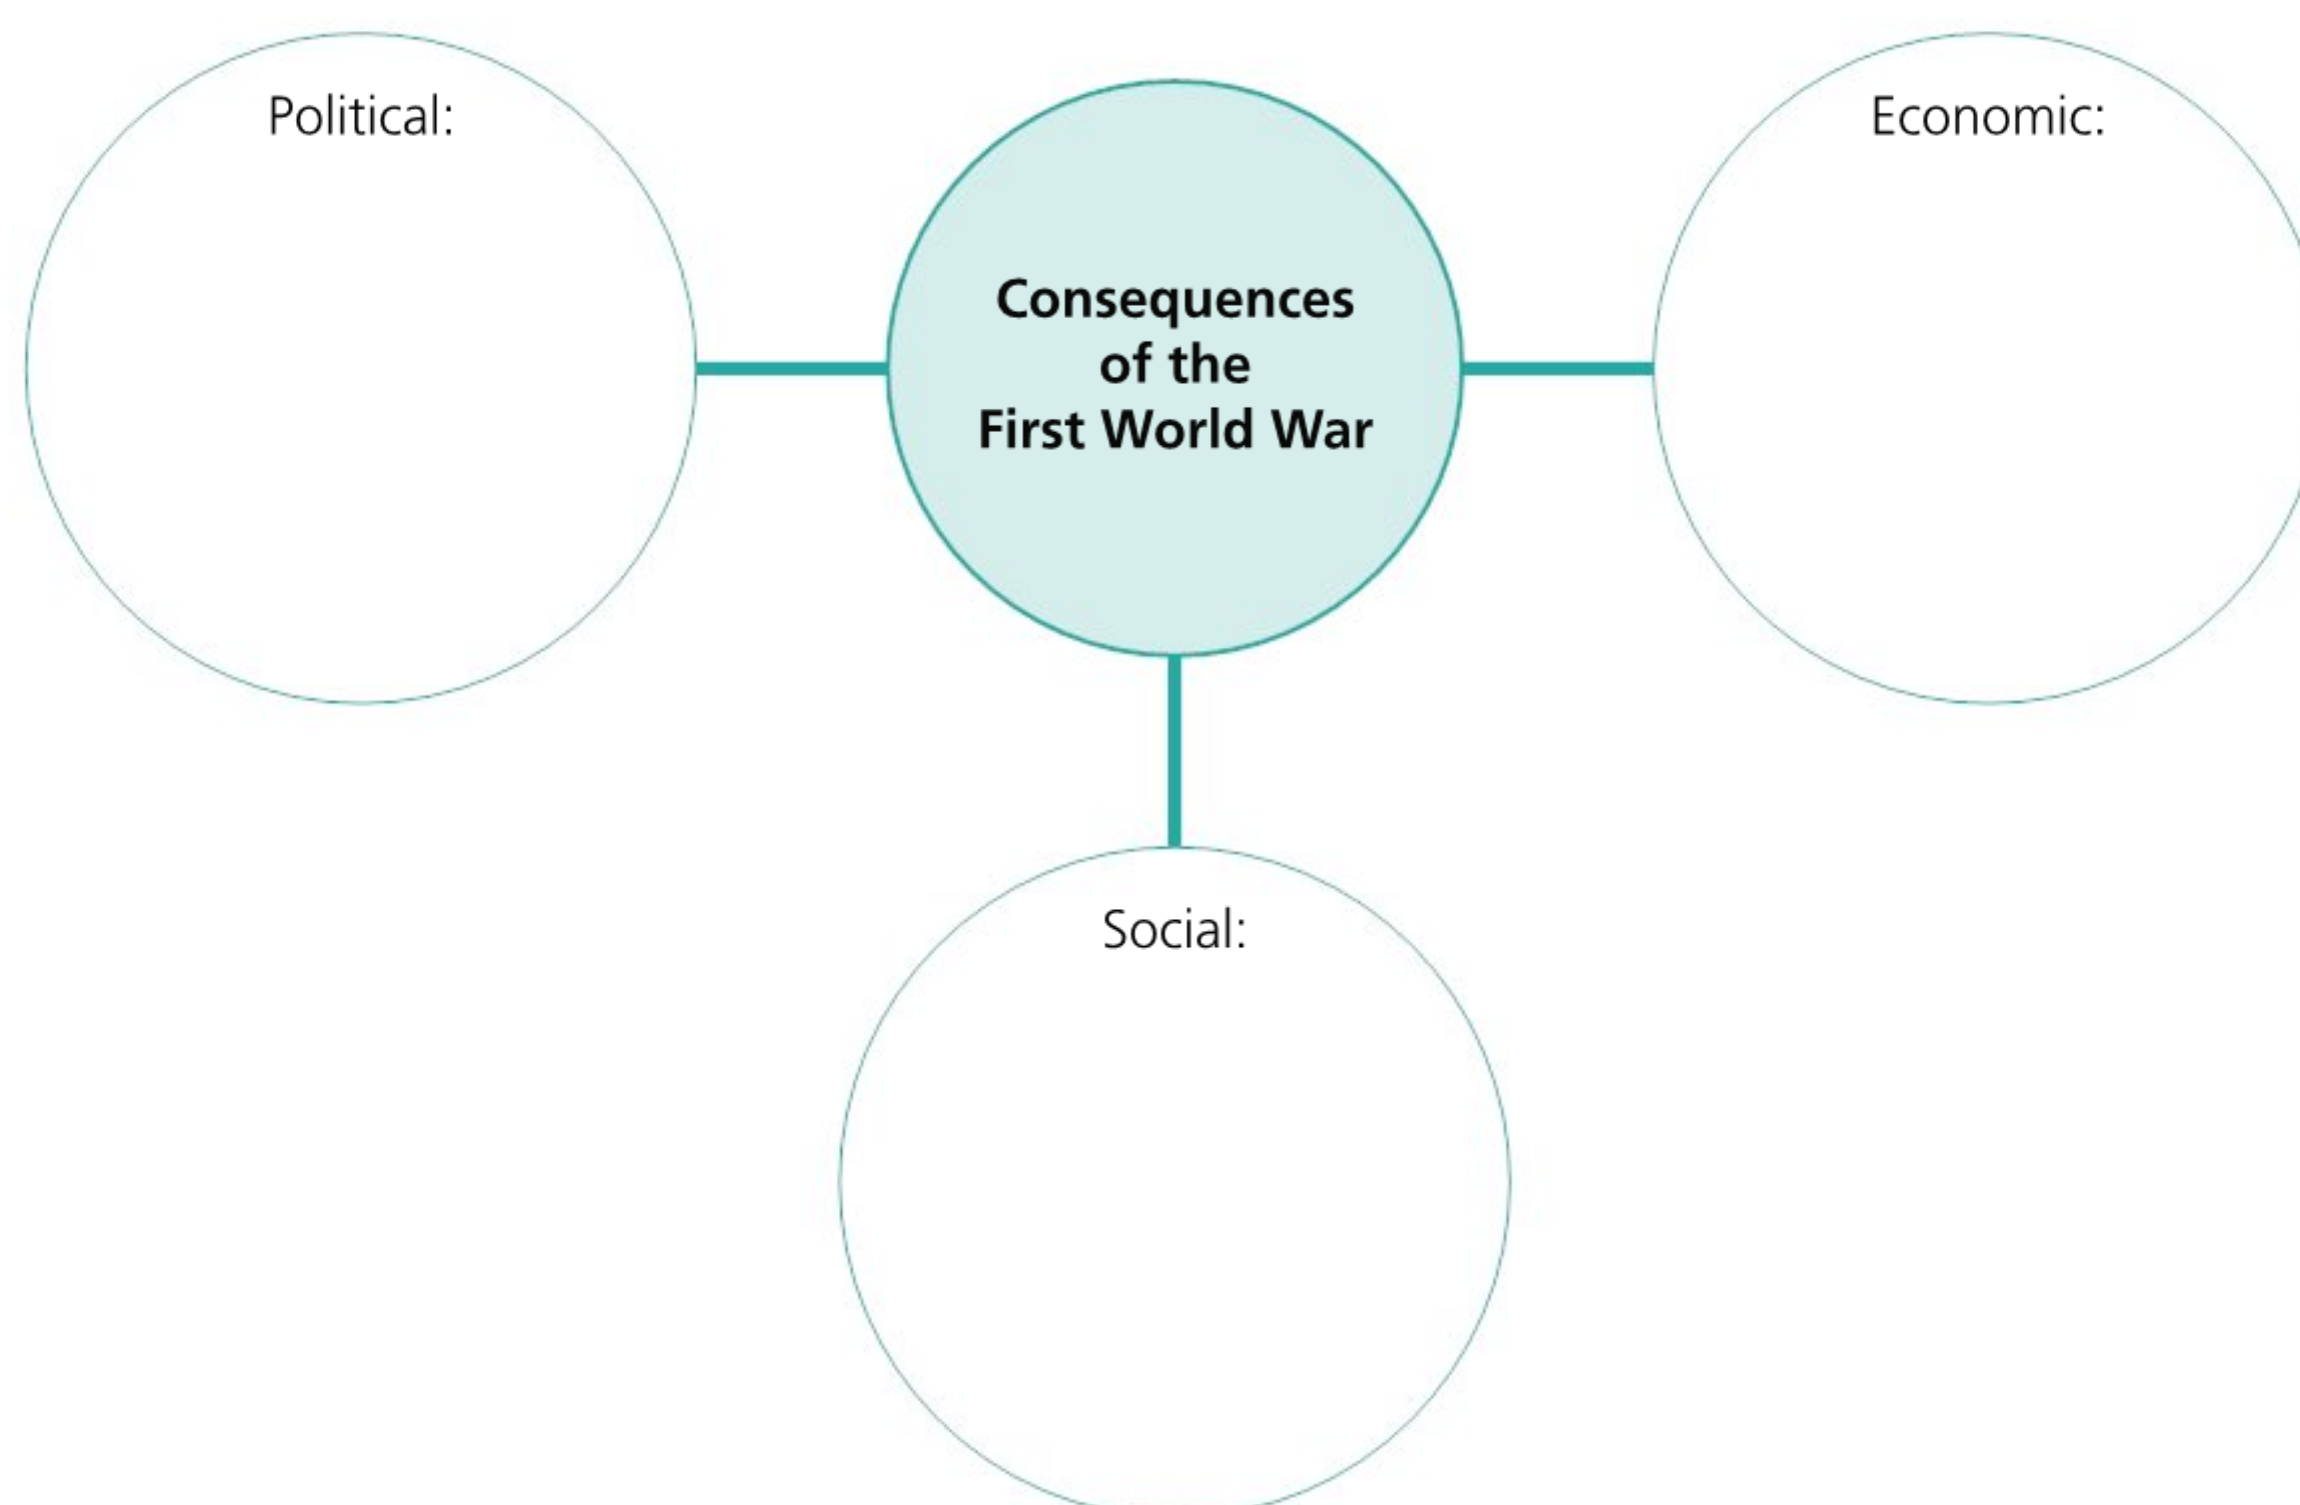 Political:
Consequences
of the
First World War
Economic:
Social: